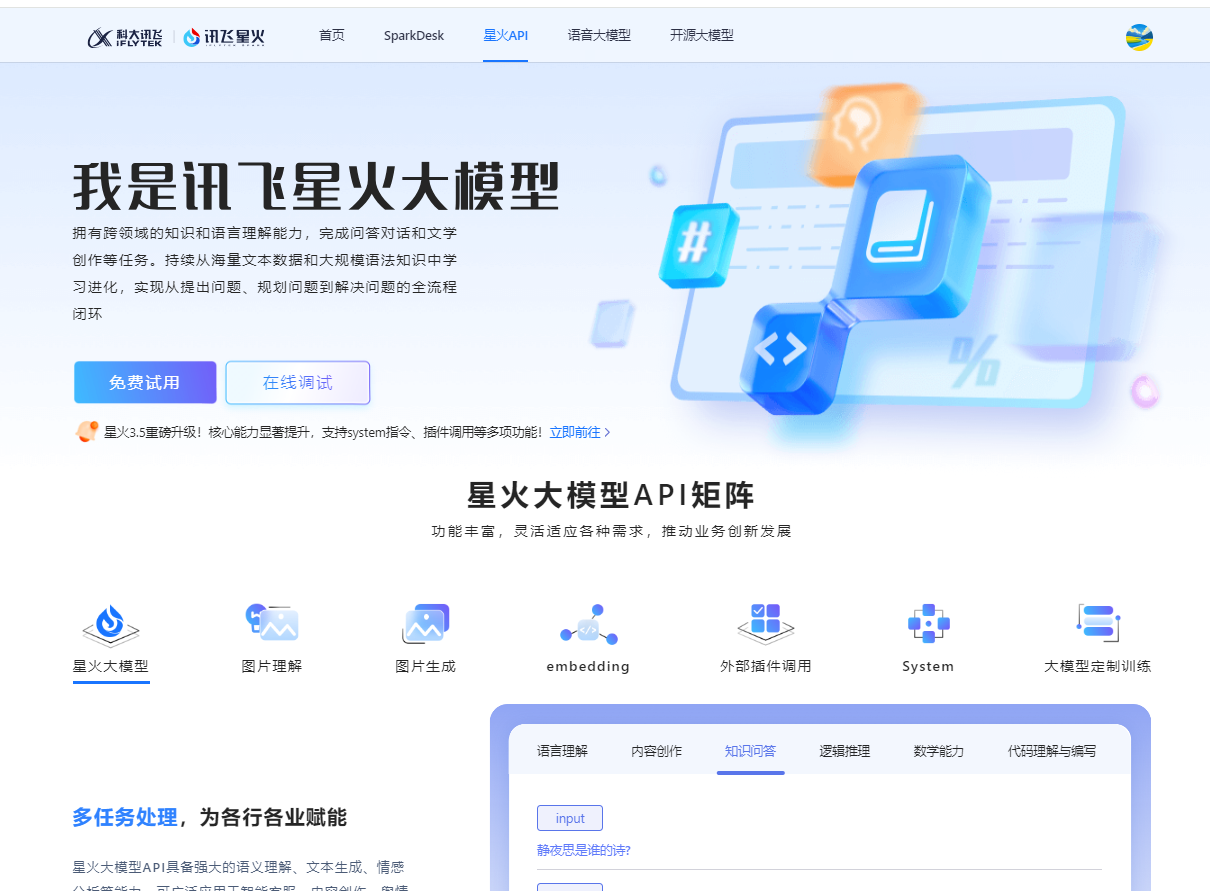 科大讯飞 iFLYTEK 讯飞星火
首页 SparkDesk 星火API 语音大模型 开源大模型
我是讯飞星火大模型
拥有跨领域的知识和语言理解能力，完成问答对话和文学
创作等任务。持续从海量文本数据和大规模语法知识中学
习进化，实现从提出问题、规划问题到解决问题的全流程
闭环
免费试用 在线调试
星火3.5重磅升级！核心能力显著提升，支持system指令、插件调用等多项功能！立即前往 >
#
<>
%
星火大模型API矩阵
功能丰富，灵活适应各种需求，推动业务创新发展
星火大模型 图片理解 图片生成 embedding 外部插件调用 System 大模型定制训练
语言理解 内容创作 知识问答 逻辑推理 数学能力 代码理解与编写
多任务处理，为各行各业赋能
input
静夜思是谁的诗?
星火大模型API具备强大的语义理解、文本生成、情感